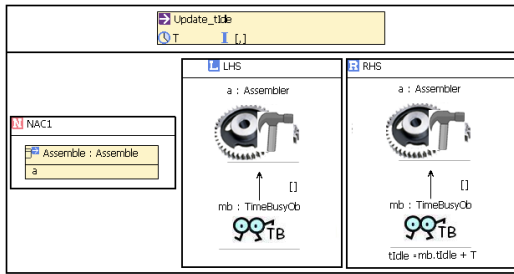 Update_tIdle
T I [,]
L LHS
R RHS
a : Assembler
a : Assembler
N NAC1
Assemble : Assemble
a
[]
[]
mb : TimeBusyOb
mb : TimeBusyOb
TB
TB
tIdle = mb.tIdle + T